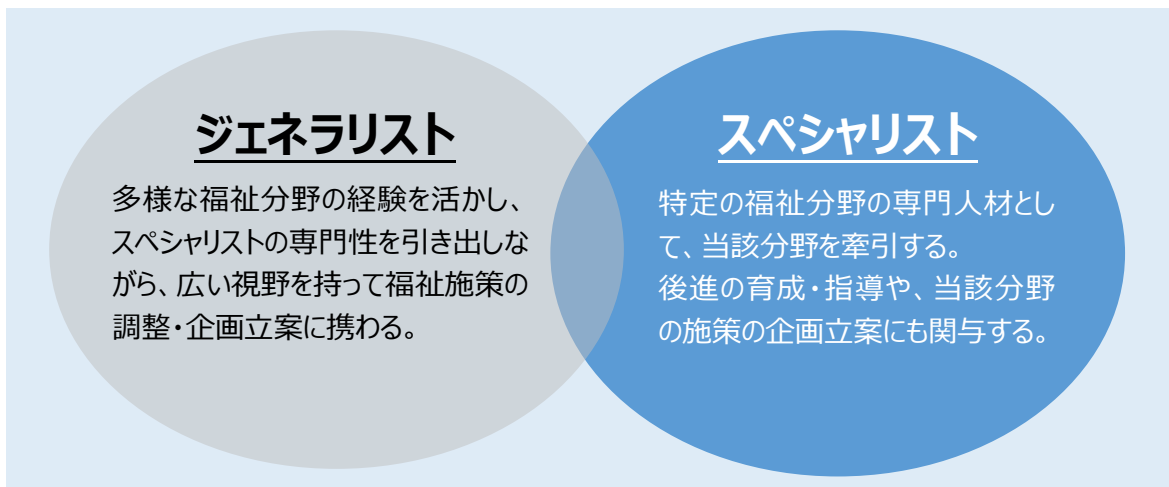 ジェネラリスト
多様な福祉分野の経験を活かし、
スペシャリストの専門性を引き出しな
がら、広い視野を持って福祉施策の
調整・企画立案に携わる。
スペシャリスト
特定の福祉分野の専門人材とし
て、当該分野を牽引する。
後進の育成・指導や、当該分野
の施策の企画立案にも関与する。